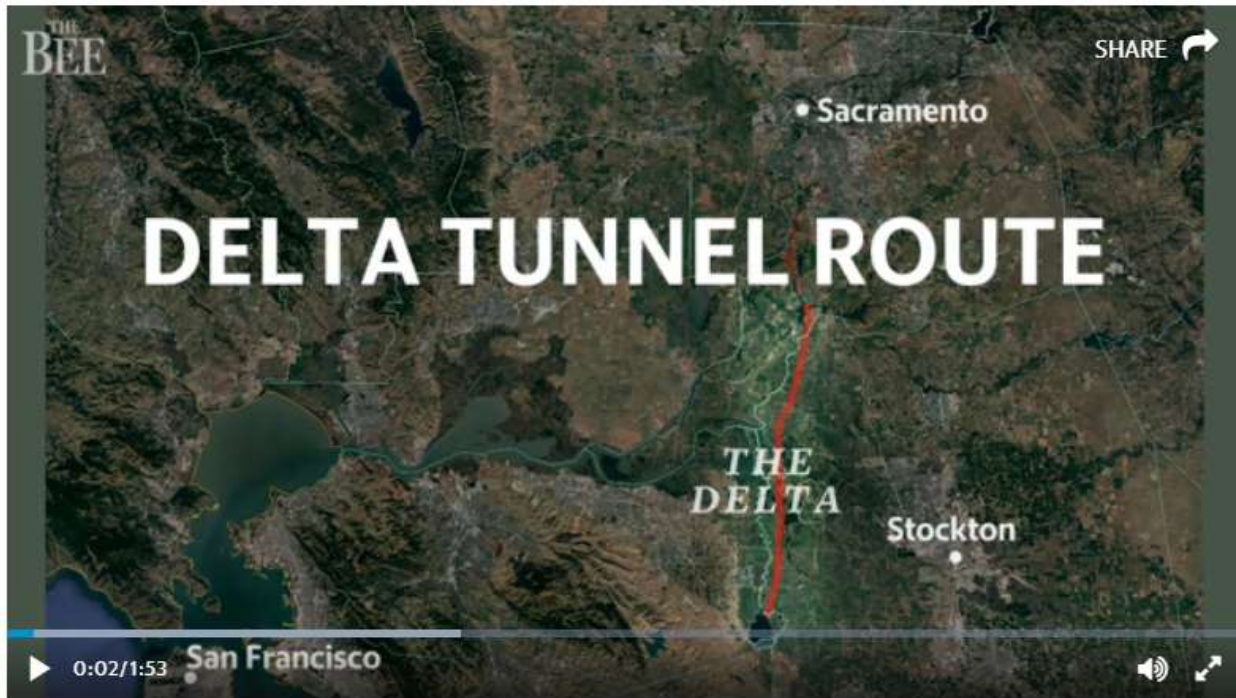 THE
BEE
SHARE
Sacramento
DELTA TUNNEL ROUTE
THE
DELTA
Stockton
San Francisco
0:02/1:53